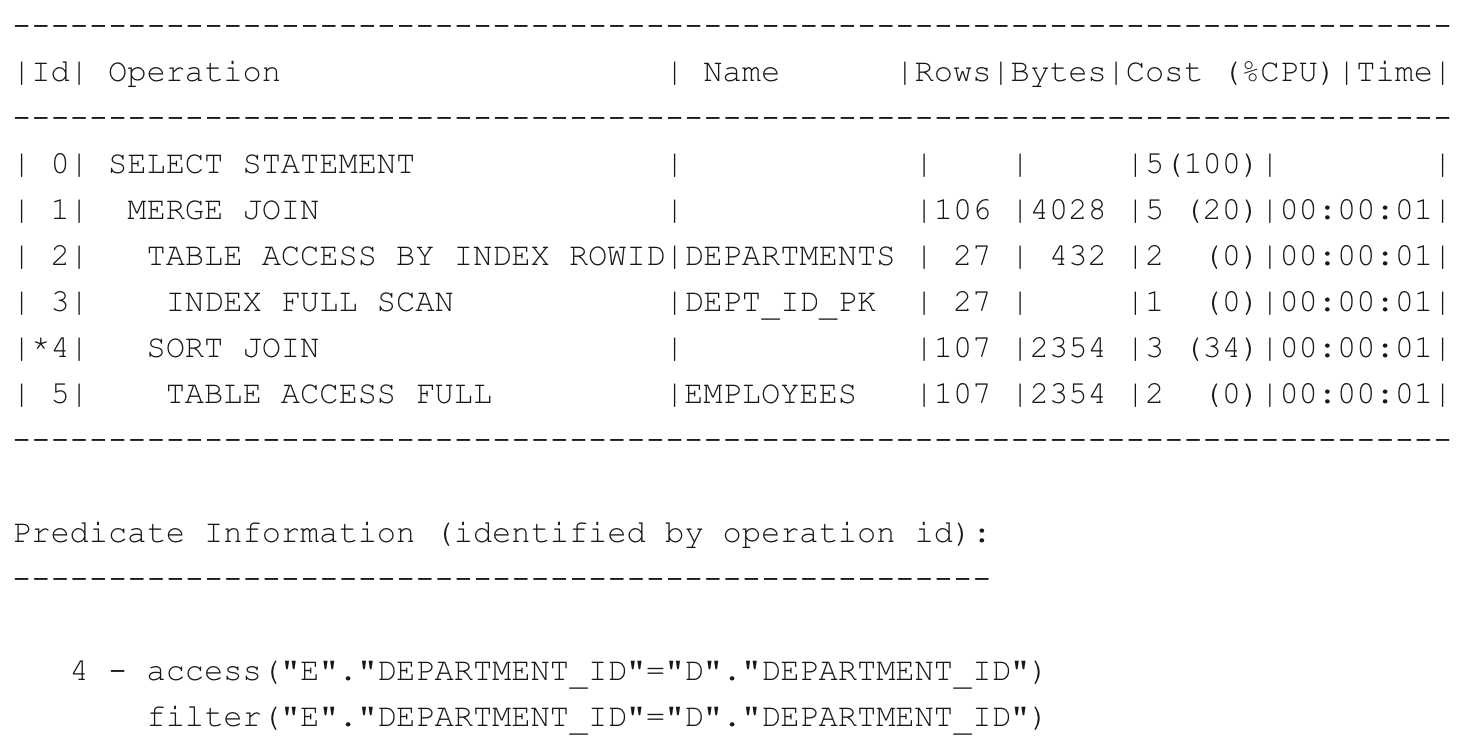 ---------------------------------------------------------------------------
|Id| Operation                    | Name      |Rows|Bytes|Cost (%CPU)|Time|
---------------------------------------------------------------------------
| 0| SELECT STATEMENT             |            |    |     |5(100)|        |
| 1|  MERGE JOIN                  |            |106 |4028 |5 (20)|00:00:01|
| 2|   TABLE ACCESS BY INDEX ROWID|DEPARTMENTS | 27 | 432 |2  (0)|00:00:01|
| 3|    INDEX FULL SCAN           |DEPT_ID_PK  | 27 |     |1  (0)|00:00:01|
|*4|   SORT JOIN                  |            |107 |2354 |3 (34)|00:00:01|
| 5|    TABLE ACCESS FULL         |EMPLOYEES   |107 |2354 |2  (0)|00:00:01|
---------------------------------------------------------------------------
Predicate Information (identified by operation id):
---------------------------------------------------
   4 - access("E"."DEPARTMENT_ID"="D"."DEPARTMENT_ID")
       filter("E"."DEPARTMENT_ID"="D"."DEPARTMENT_ID")